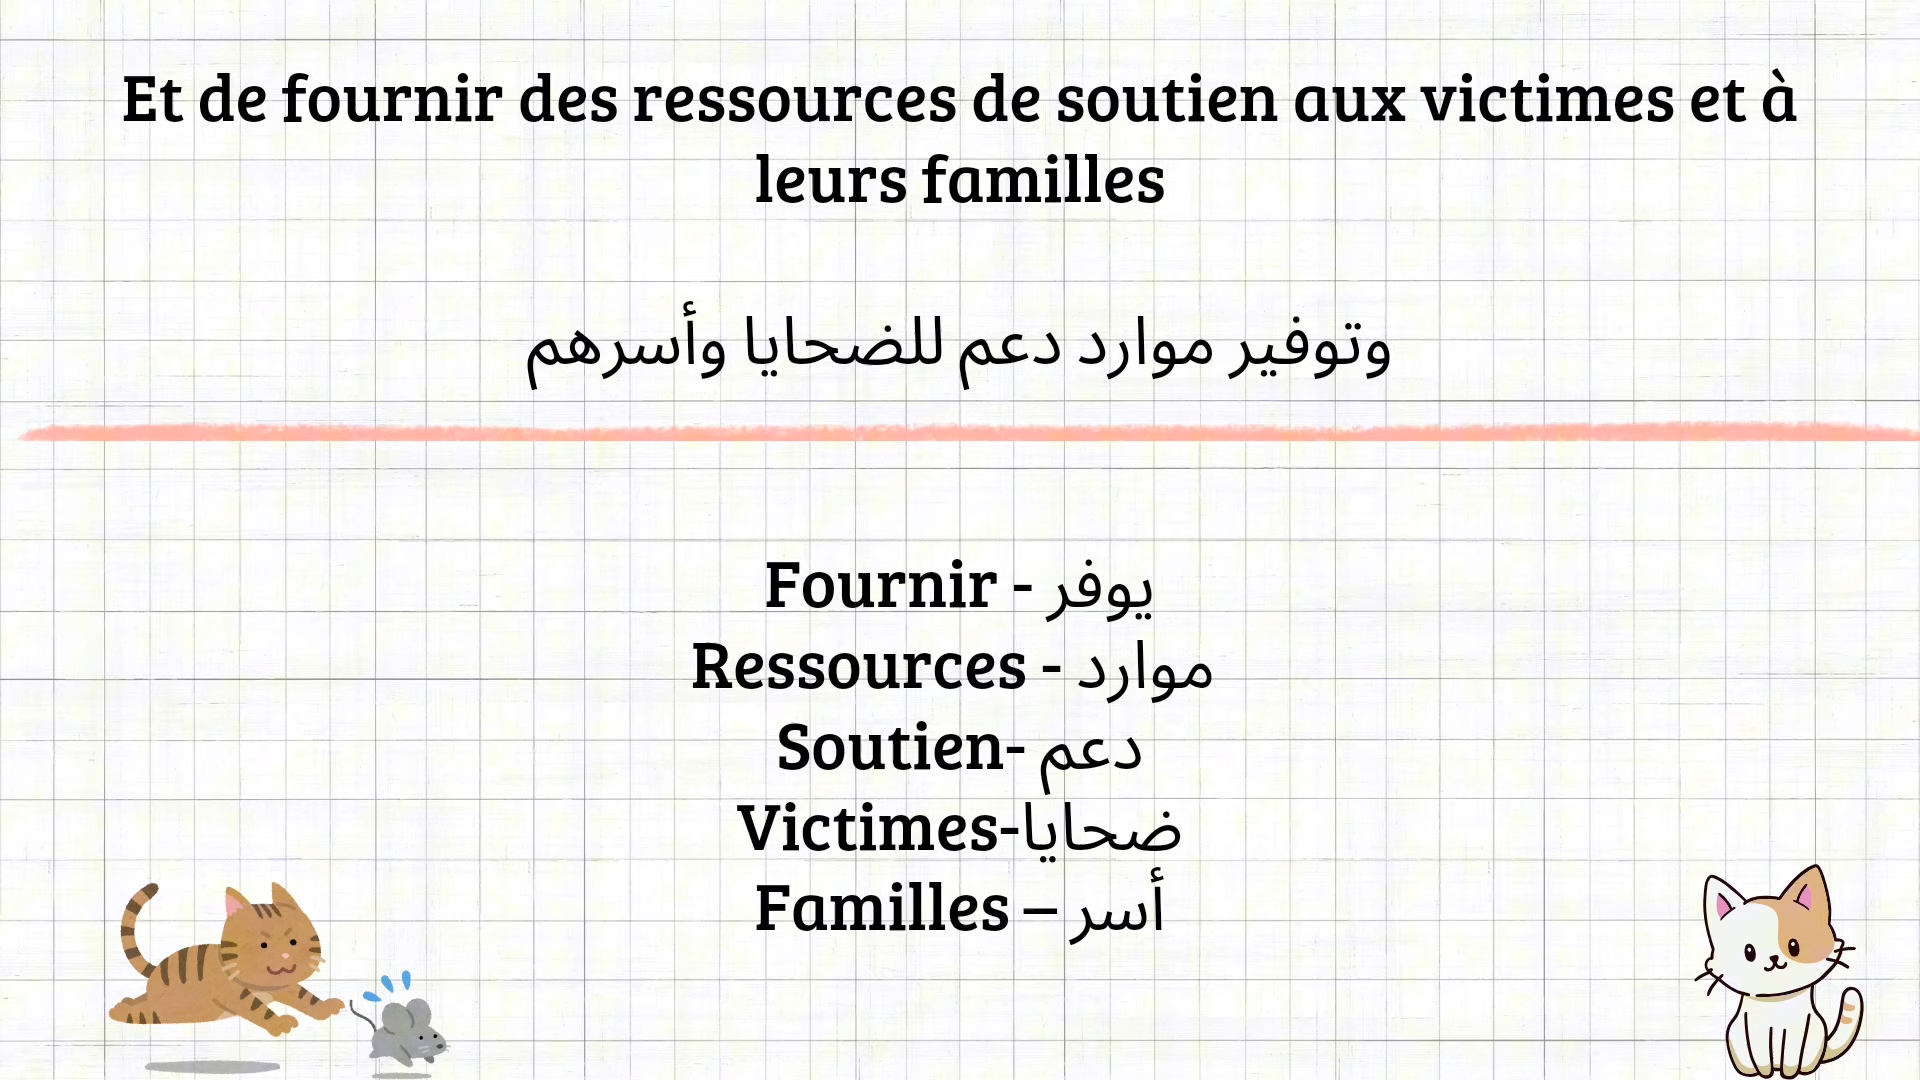 Et de fournir des ressources de soutien aux victimes et à
leurs familles
وتوفير موارد دعم للضحايا وأسرهم
Fournir - يوفر
Ressources - موارد
Soutien- دعم
Victimes-ضحايا
Familles – أسر